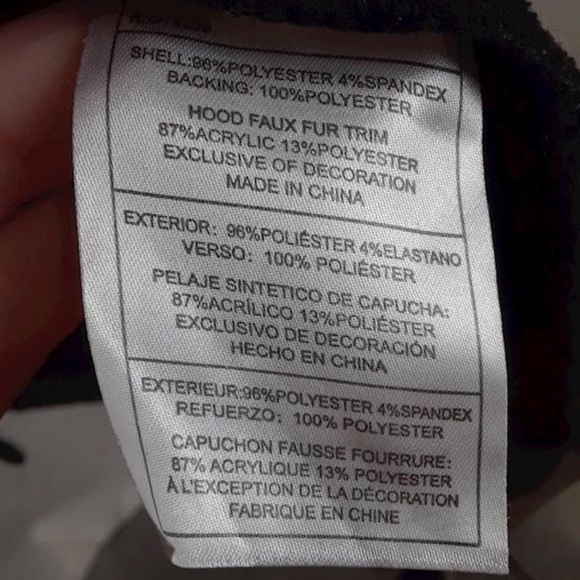 SHELL:96%POLYESTER 4%SPANDEX
BACKING: 100%POLYESTER
HOOD FAUX FUR TRIM
87%ACRYLIC 13%POLYESTER
EXCLUSIVE OF DECORATION
MADE IN CHINA
EXTERIOR: 96%POLIÉSTER 4%ELASTANO
VERSO: 100% POLIÉSTER
PELAJE SINTETICO DE CAPUCHA:
87%ACRÍLICO 13%POLIÉSTER
EXCLUSIVO DE DECORACIÓN
HECHO EN CHINA
EXTERIEUR:96%POLYESTER 4%SPANDEX
REFUERZO: 100% POLYESTER
CAPUCHON FAUSSE FOURRURE:
87% ACRYLIQUE 13% POLYESTER
À L'EXCEPTION DE LA DÉCORATION
FABRIQUE EN CHINE